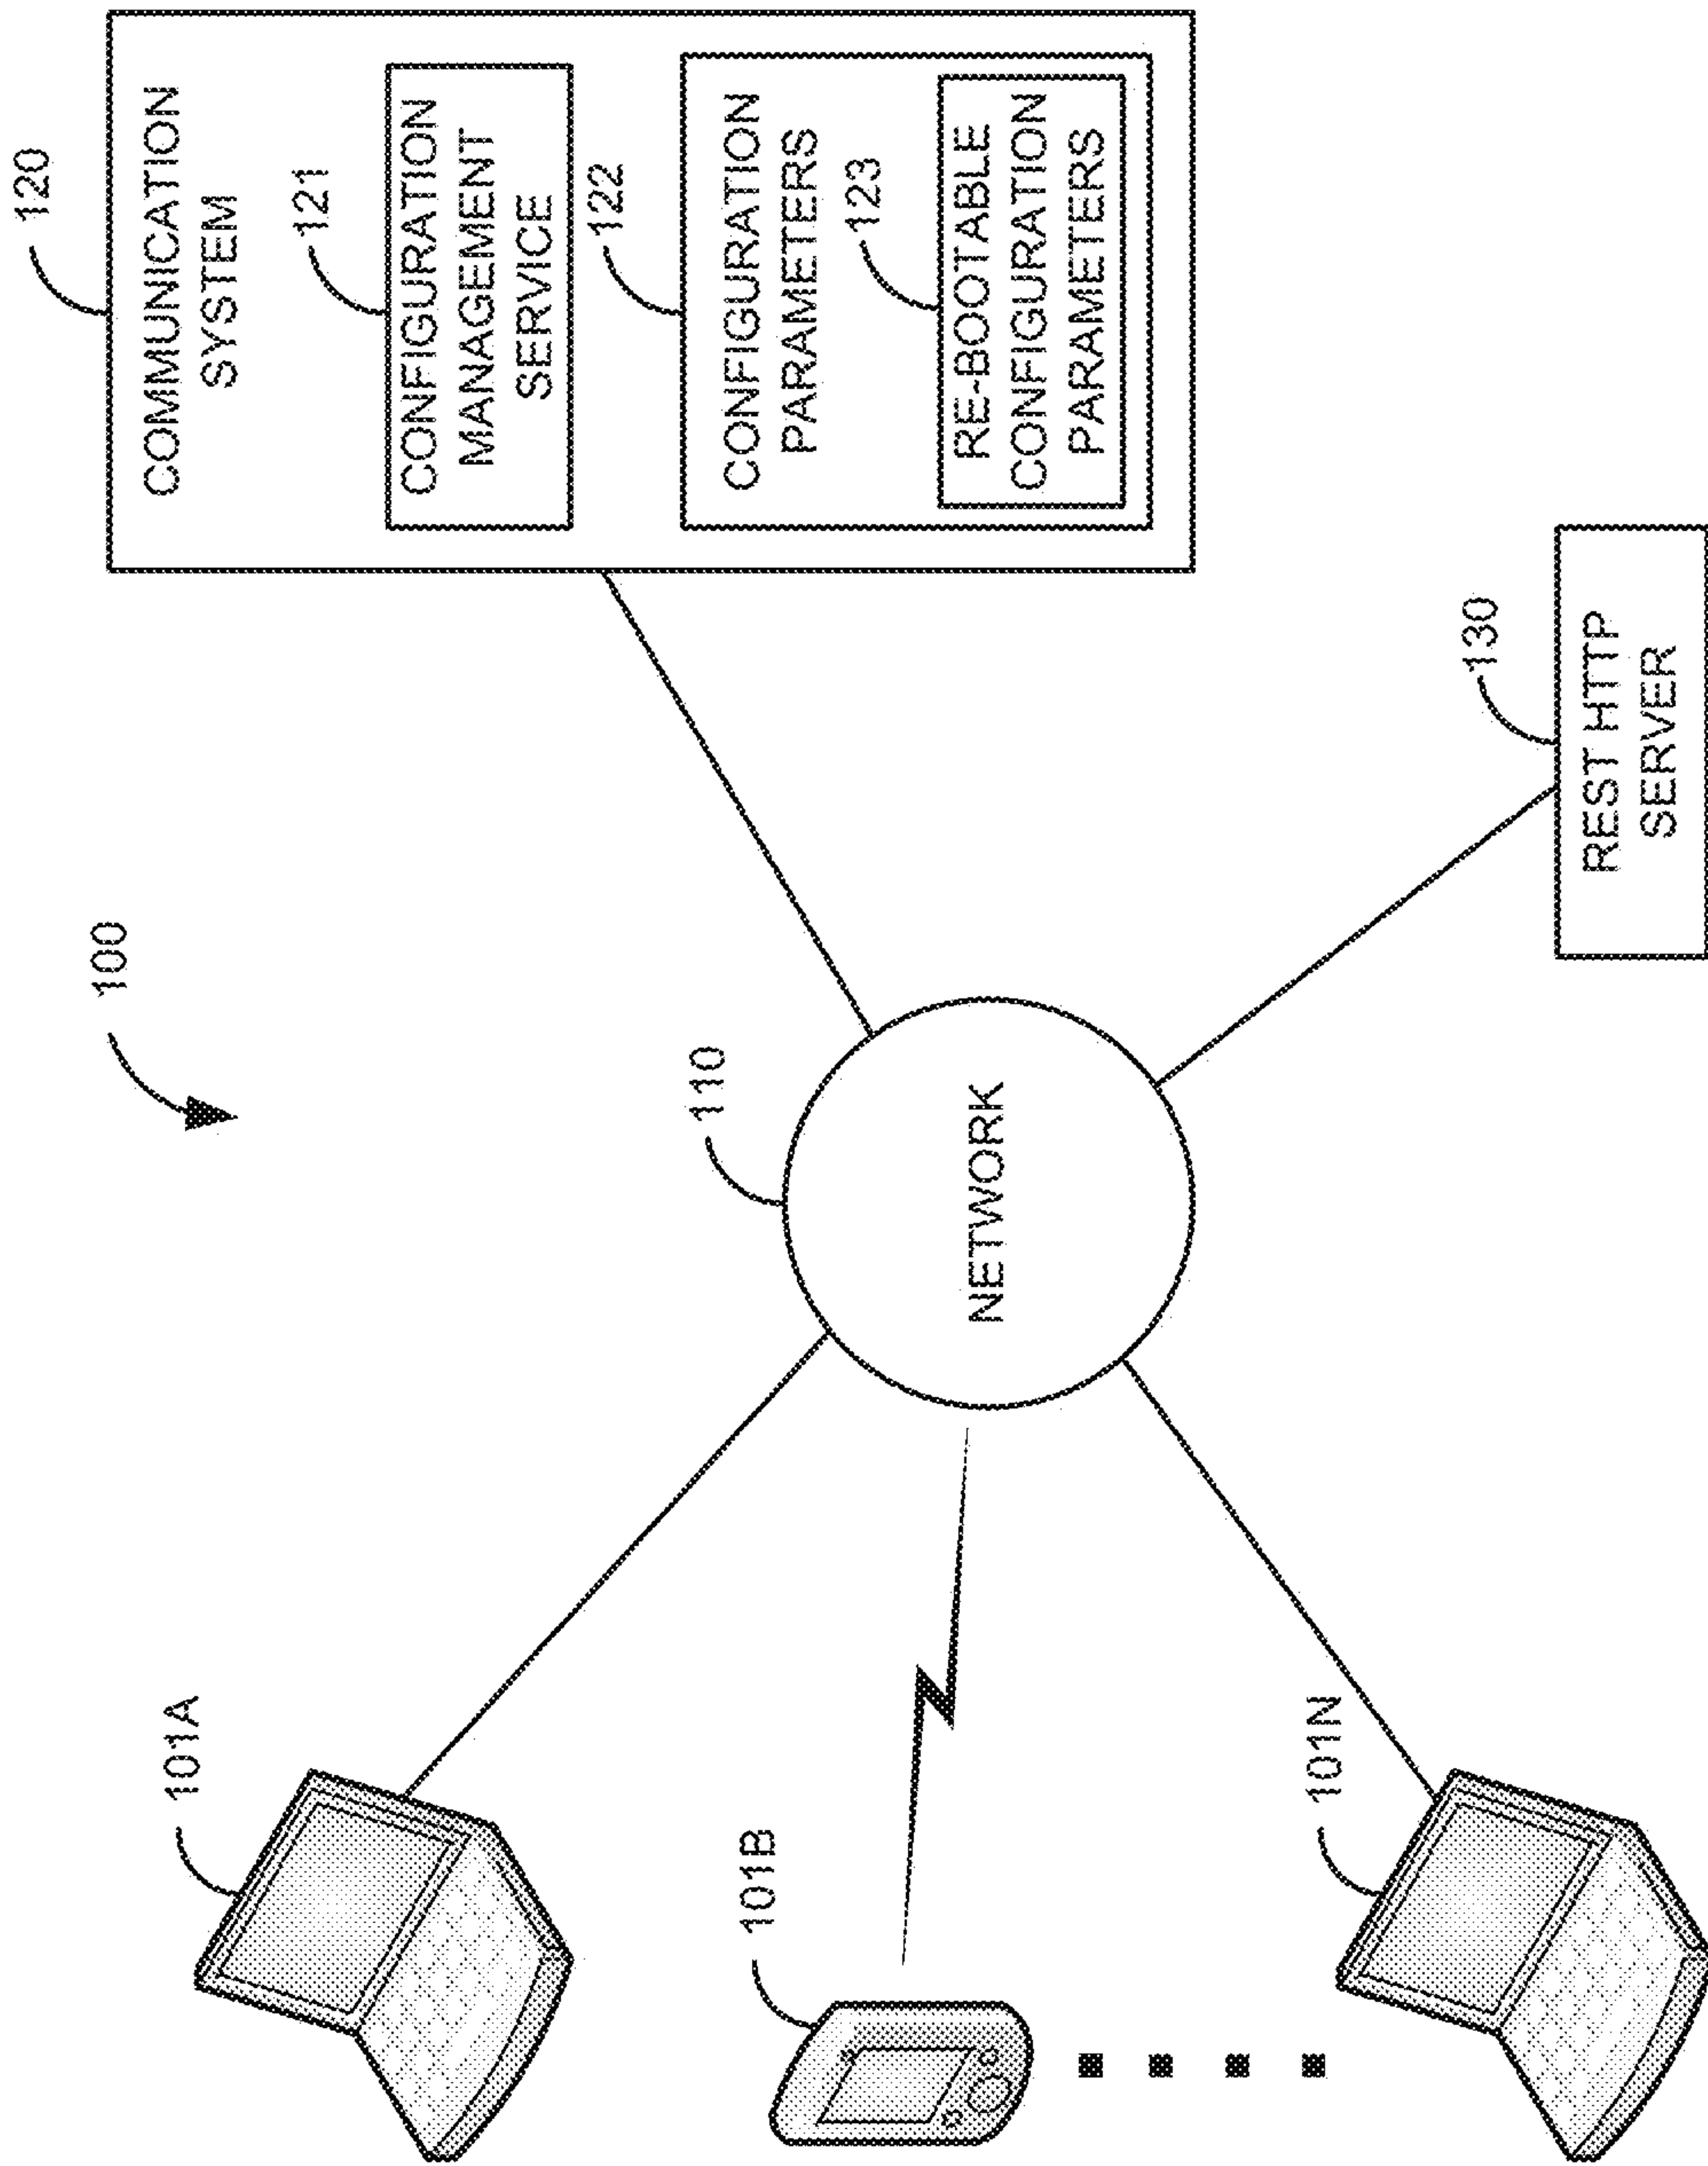 100
120
COMMUNICATION
SYSTEM
121
CONFIGURATION
MANAGEMENT
SERVICE
122
CONFIGURATION
PARAMETERS
123
RE-BOOTABLE
CONFIGURATION
PARAMETERS
101A
110
NETWORK
101B
130
REST HTTP
SERVER
101N